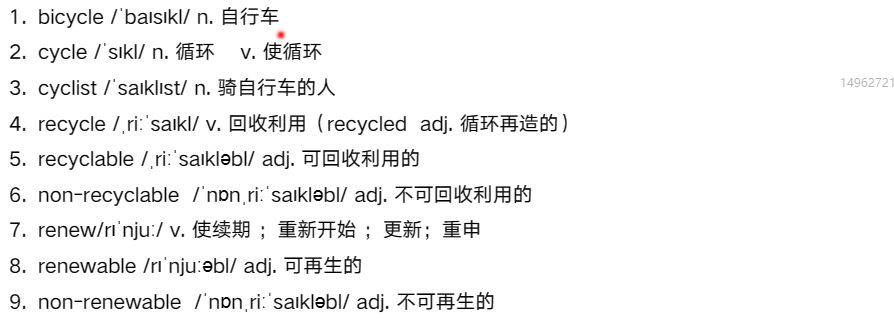 1. bicycle /ˈbaɪsɪkl/ n. 自行车
2. cycle /ˈsɪkl/ n. 循环 v. 使循环
3. cyclist /ˈsaɪklɪst/ n. 骑自行车的人
14962721
4. recycle /ˌriːˈsaɪkl/ v. 回收利用（recycled adj. 循环再造的）
5. recyclable /ˌriːˈsaɪkləbl/ adj. 可回收利用的
6. non-recyclable /ˈnɒnˌriːˈsaɪkləbl/ adj. 不可回收利用的
7. renew/rɪˈnjuː/ v. 使续期 ；重新开始 ；更新；重申
8. renewable /rɪˈnjuːəbl/ adj. 可再生的
9. non-renewable /ˈnɒnˌriːˈsaɪkləbl/ adj. 不可再生的